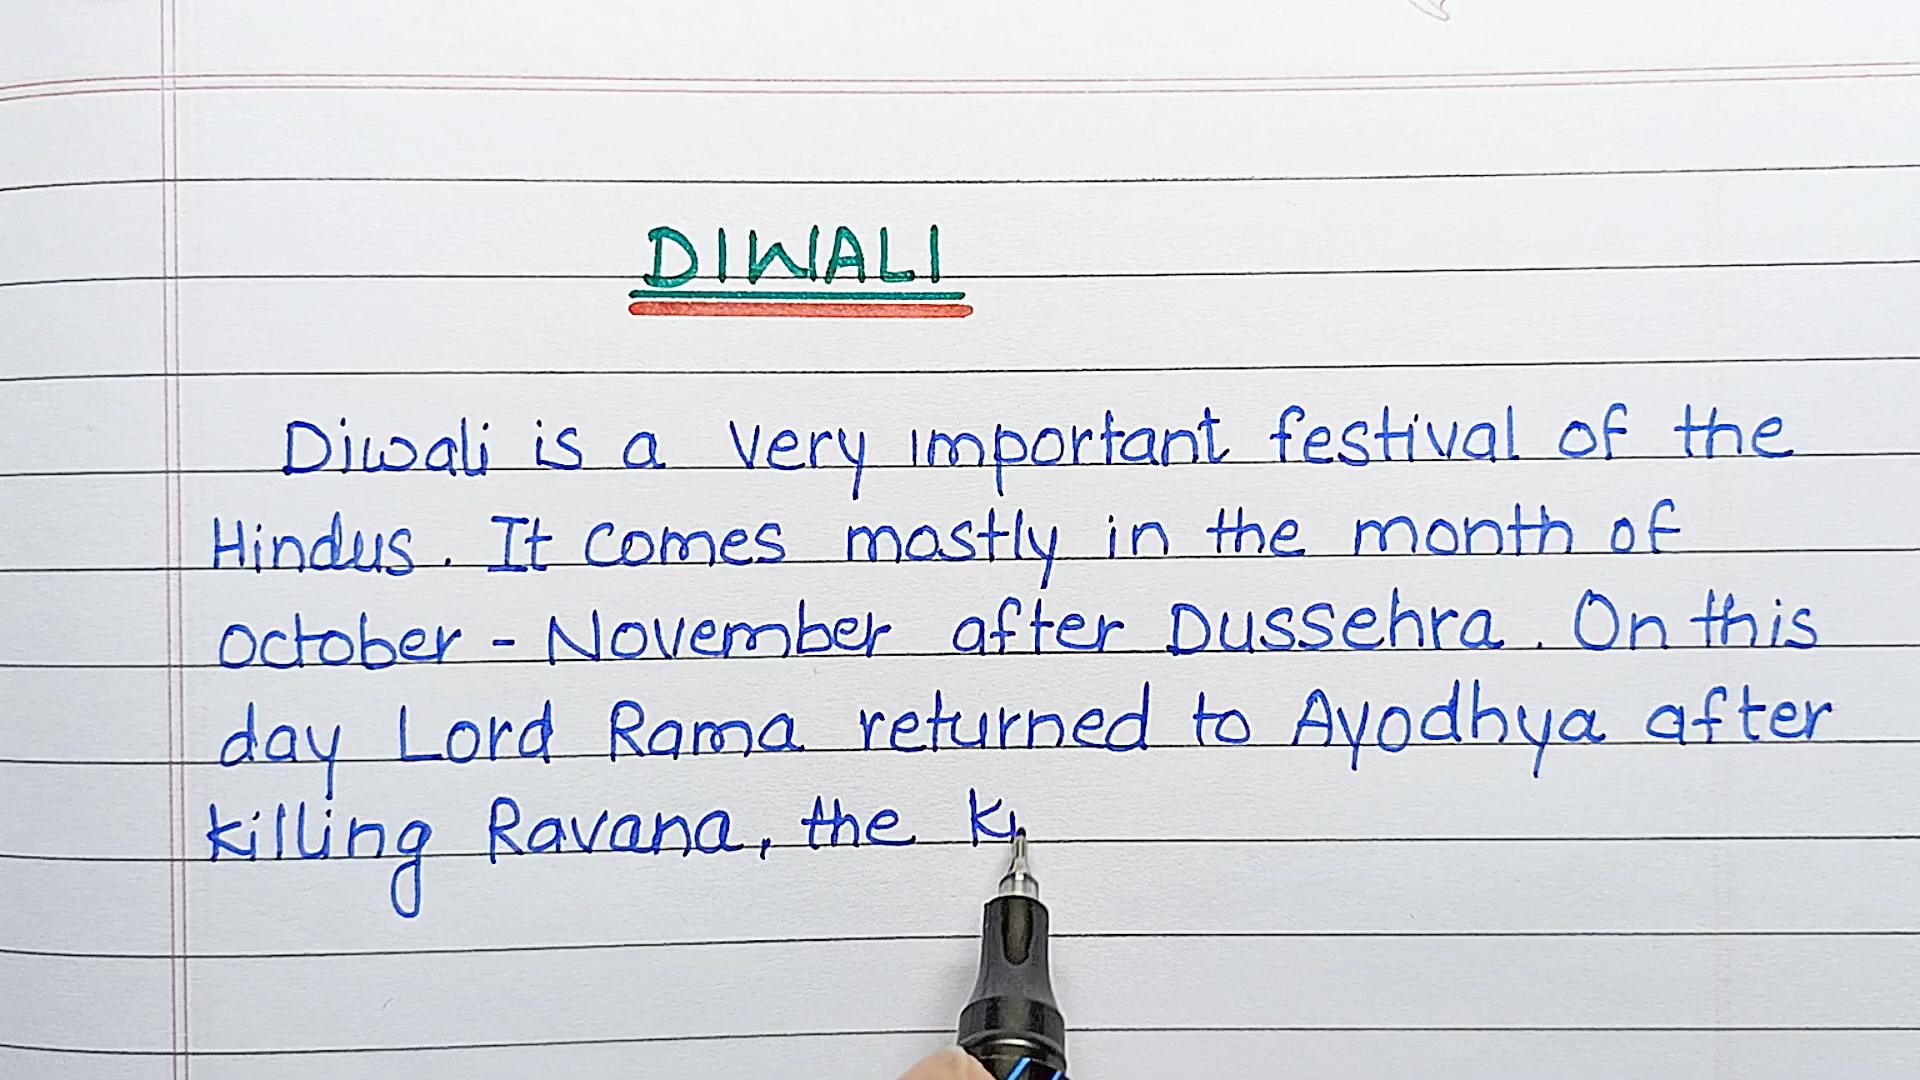 DIWALI
Diwali is a very important festival of the
Hindus. It comes mostly in the month of
october - November after Dussehra. On this
day Lord Rama returned to Ayodhya after
killing Ravana, the